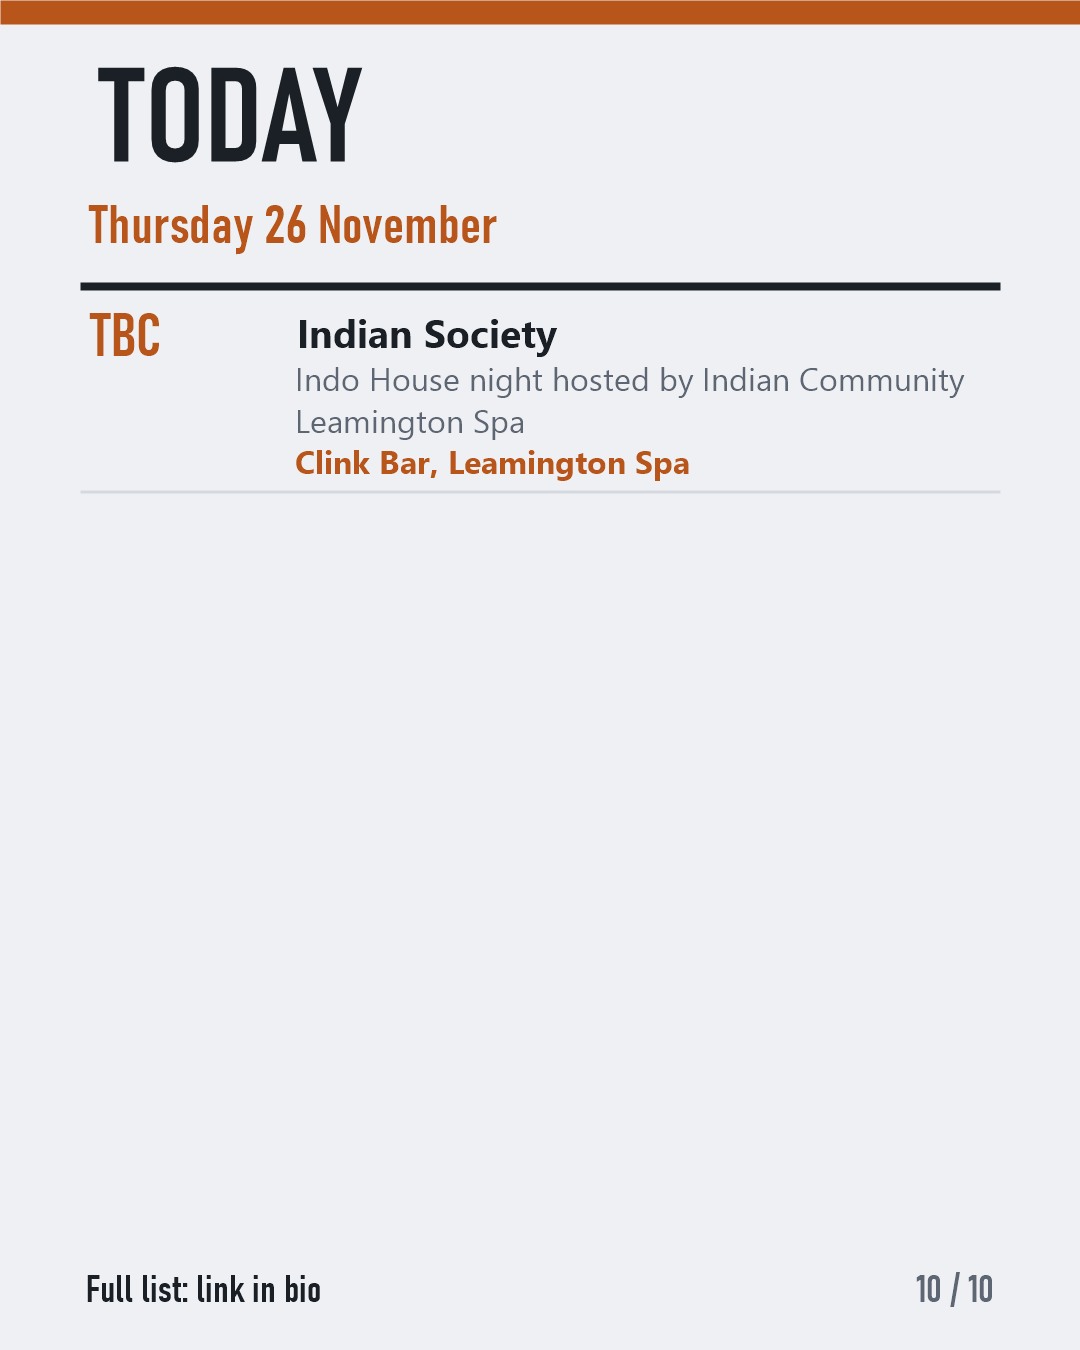 TODAY
Thursday 26 November
TBC
Indian Society
Indo House night hosted by Indian Community
Leamington Spa
Clink Bar, Leamington Spa
Full list: link in bio
10 / 10